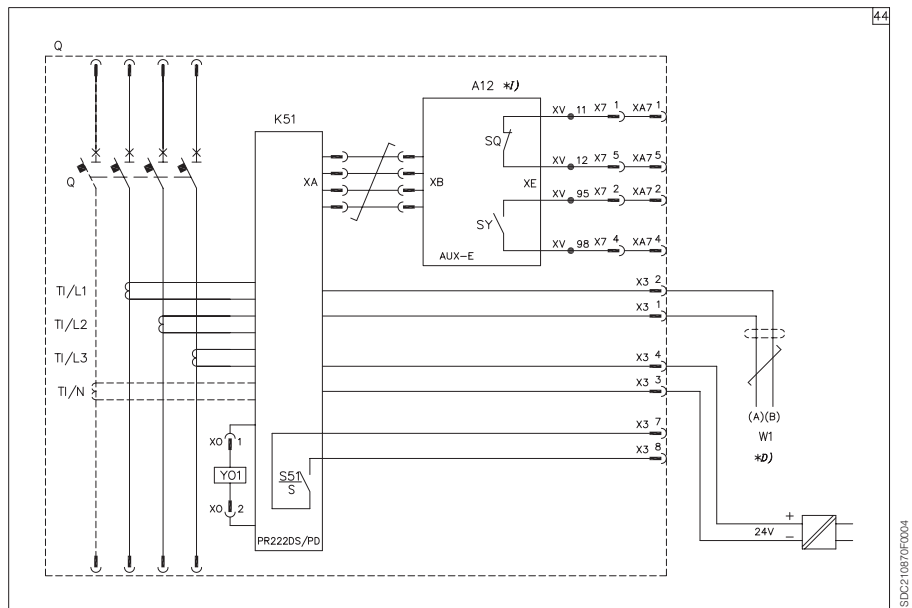 44
Q
A12 *I)
K51
XV 11 X7 1 XA7 1
SQ
XA
XB
XV 12 X7 5 XA7 5
XE
Q
XV 95 X7 2 XA7 2
SY
XV 98 X7 4 XA7 4
AUX-E
TI/L1
X3 2
X3 1
TI/L2
TI/L3
X3 4
TI/N
X3 3
(A)(B)
W1
X3 7
XO 1
X3 8
*D)
YO1
S51
S
XO 2
+
24V
−
PR222DS/PD
SDC210870F0004